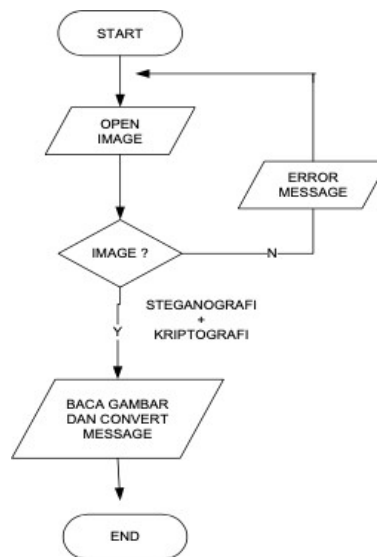 START
OPEN
IMAGE
ERROR
MESSAGE
IMAGE ?
N
STEGANOGRAFI
+
KRIPTOGRAFI
Y
BACA GAMBAR
DAN CONVERT
MESSAGE
END